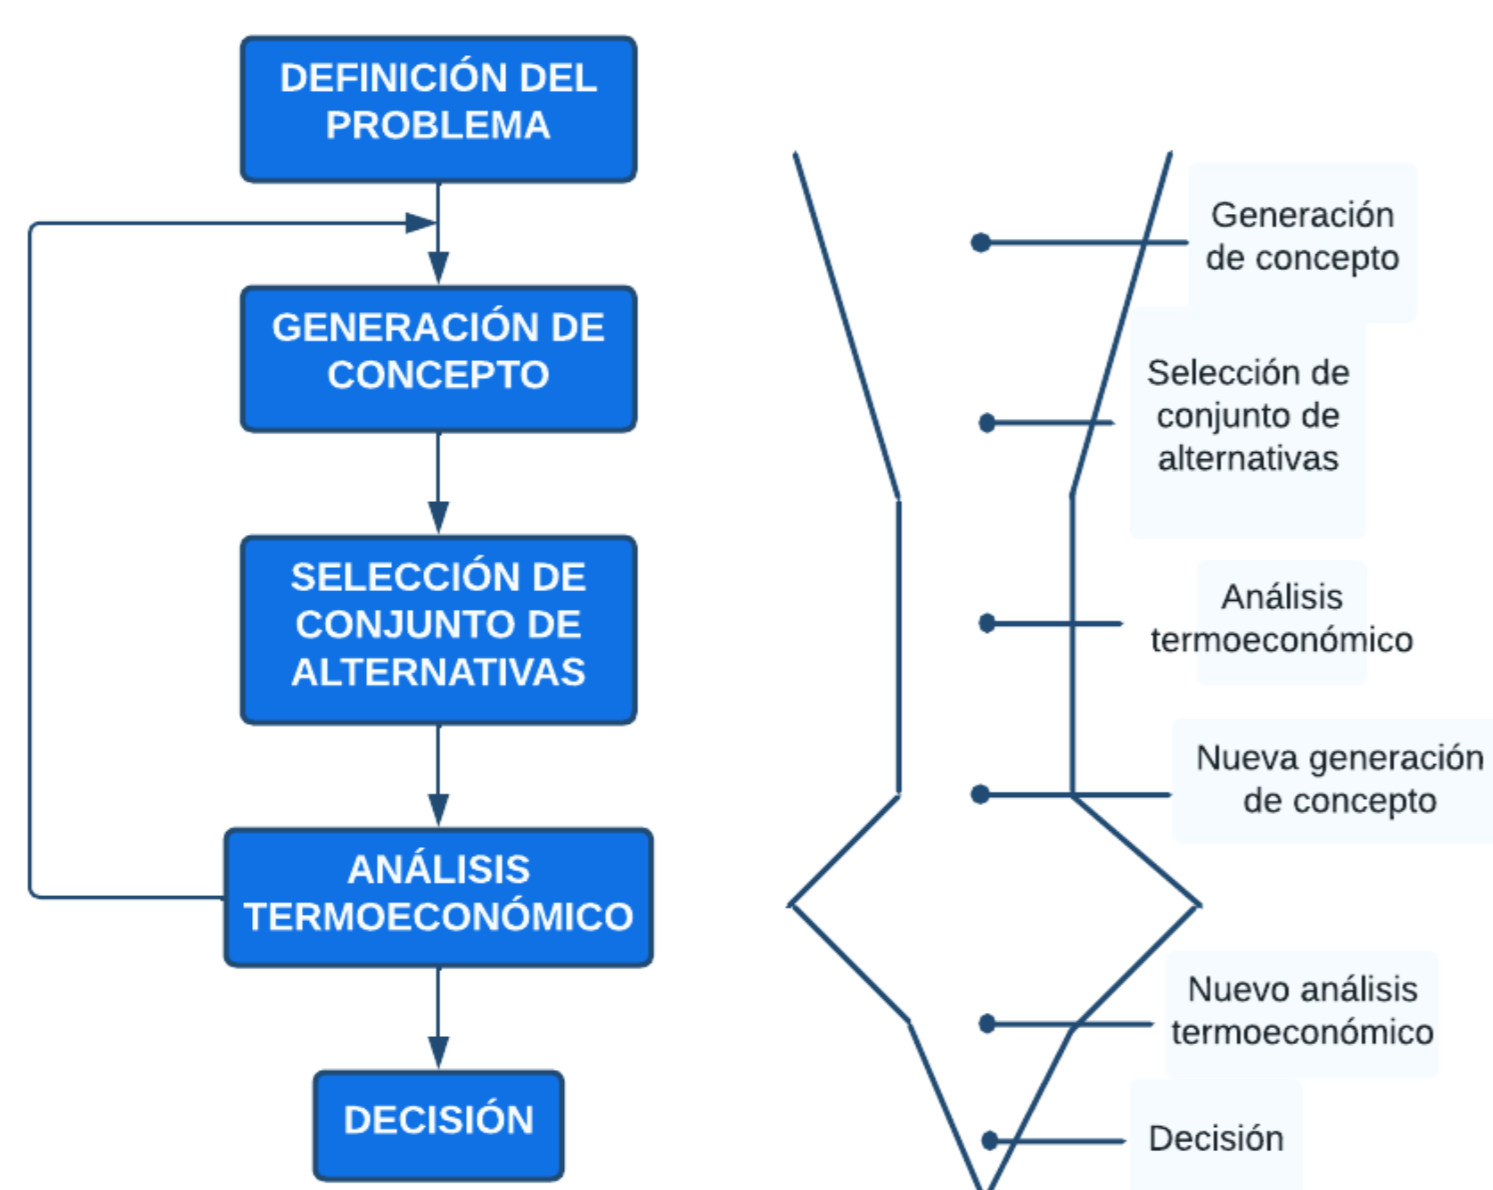 DEFINICIÓN DEL
PROBLEMA
GENERACIÓN DE
CONCEPTO
SELECCIÓN DE
CONJUNTO DE
ALTERNATIVAS
ANÁLISIS
TERMOECONÓMICO
DECISIÓN
Generación
de concepto
Selección de
conjunto de
alternativas
Análisis
termoeconómico
Nueva generación
de concepto
Nuevo análisis
termoeconómico
Decisión